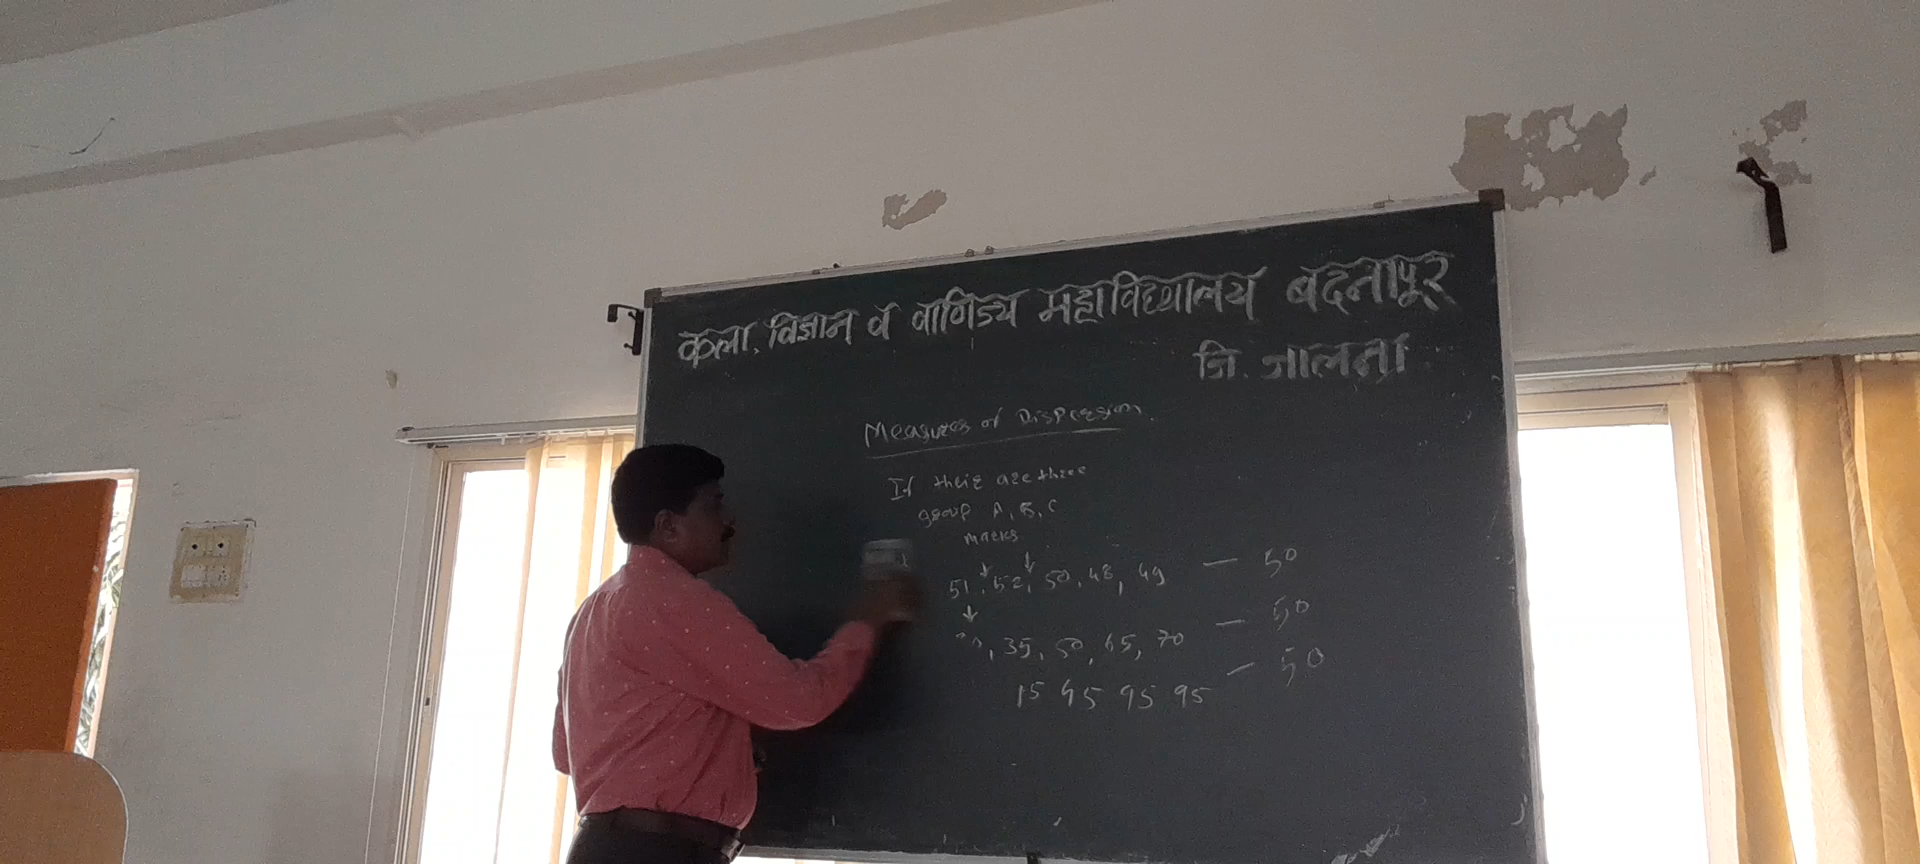 कला, विज्ञान व वाणिज्य महाविद्यालय बदनापूर
जि. जालना
Measures of Dispersion.
If their are three
group A, B, C
marks
51, 52, 50, 48, 49 — 50
35, 50, 65, 70 — 50
15 45 95 95 — 50